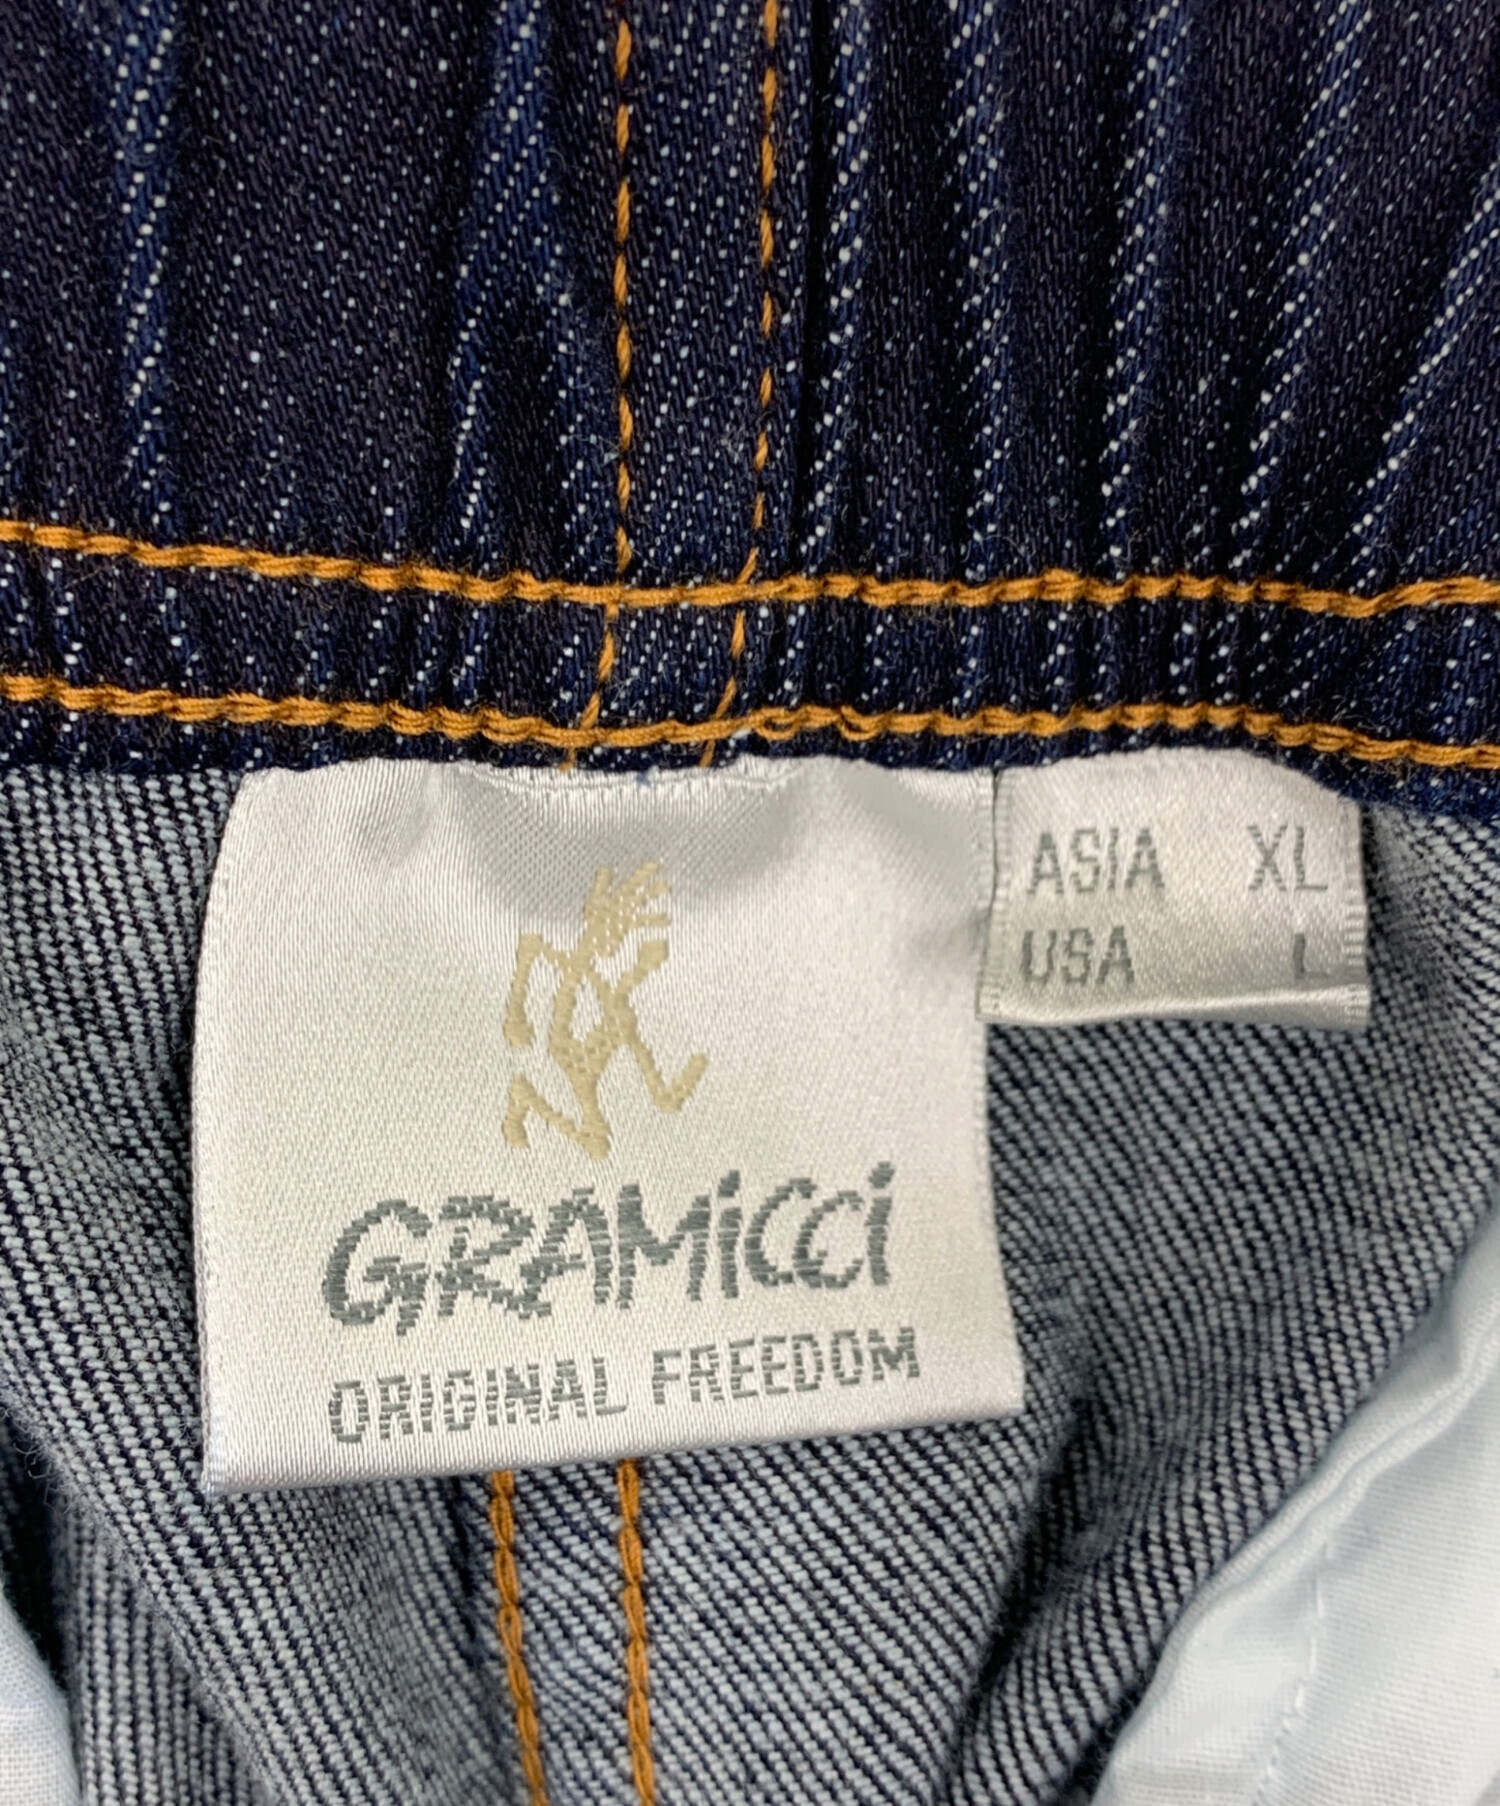 GRAMicci
ORIGINAL FREEDOM
ASIA XL
USA L